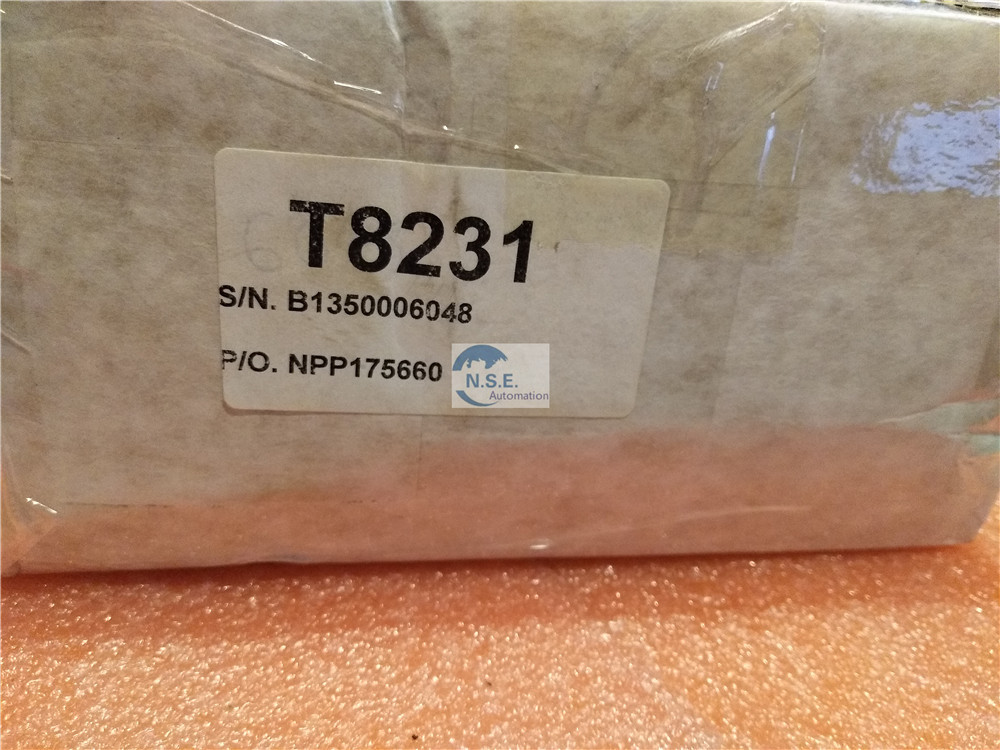 T8231
S/N. B1350006048
P/O. NPP175660
N.S.E.
Automation